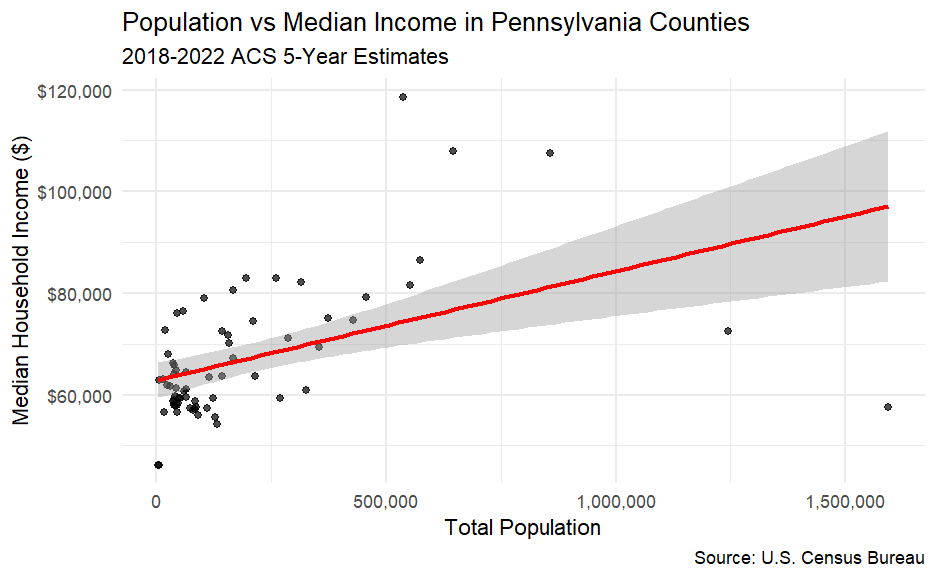 Population vs Median Income in Pennsylvania Counties
2018-2022 ACS 5-Year Estimates
Median Household Income ($)
$120,000
$100,000
$80,000
$60,000
0
500,000
1,000,000
1,500,000
Total Population
Source: U.S. Census Bureau